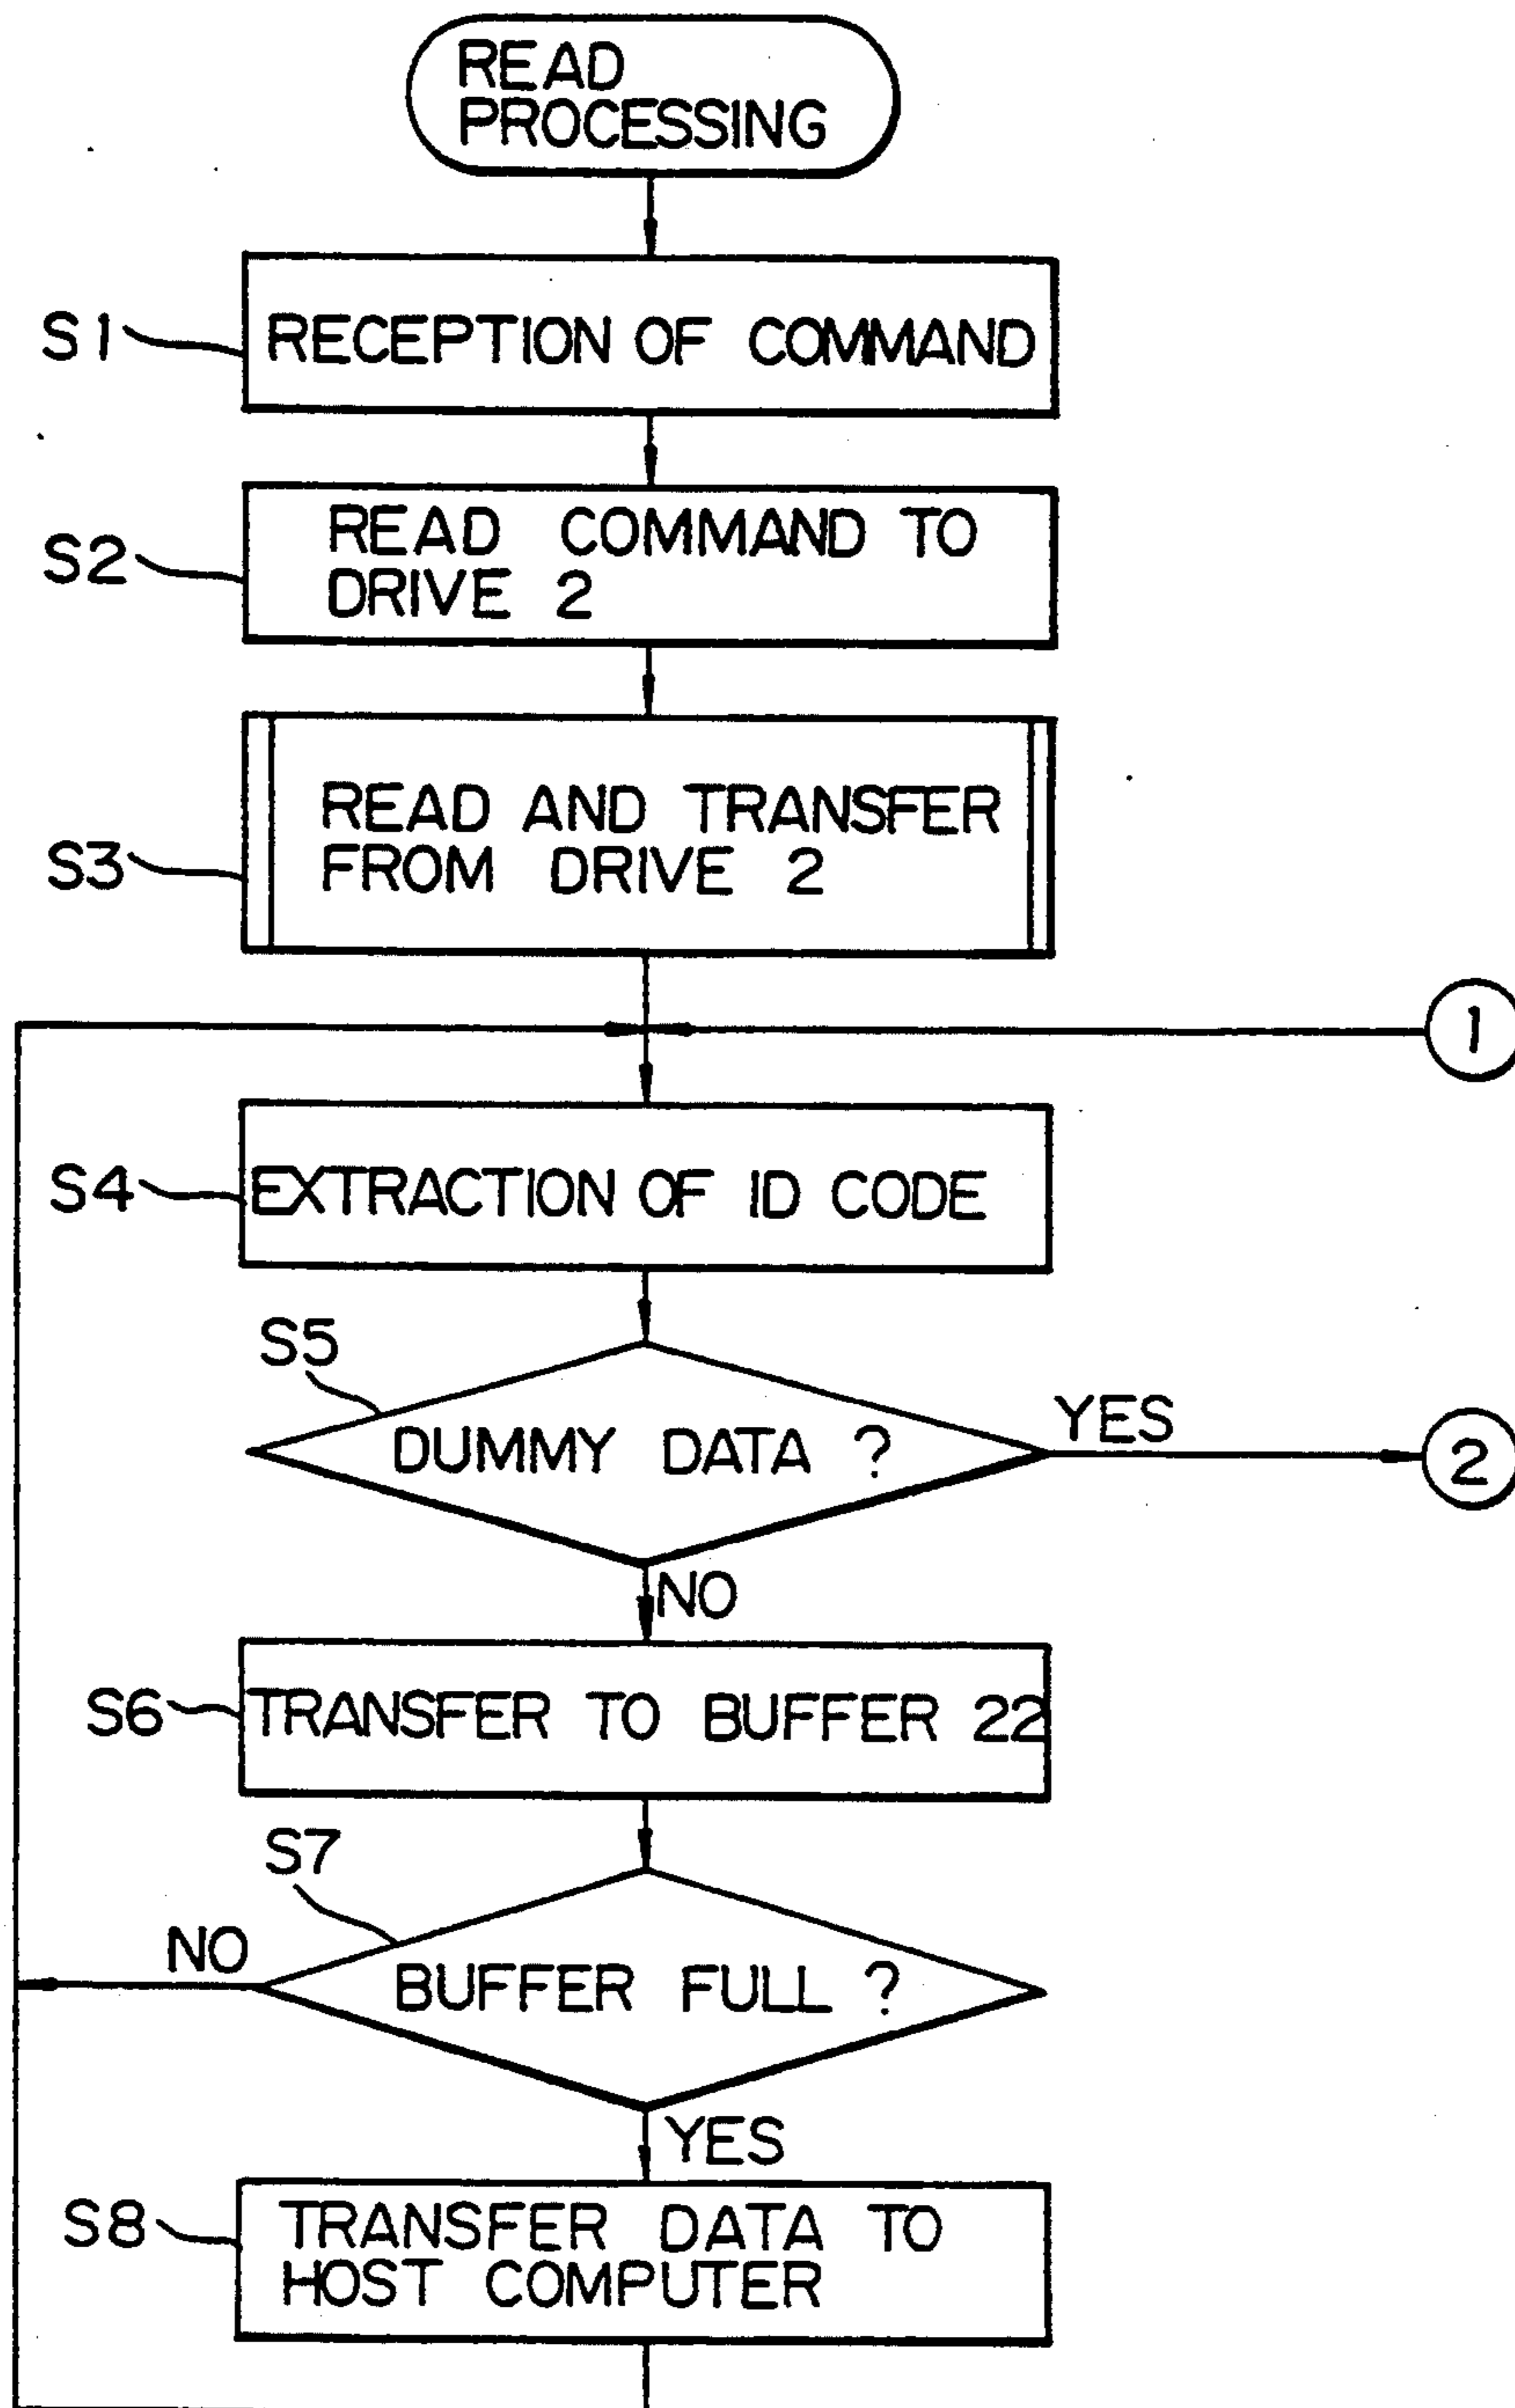 READ
PROCESSING
S1
RECEPTION OF COMMAND
S2
READ COMMAND TO
DRIVE 2
S3
READ AND TRANSFER
FROM DRIVE 2
1
S4
EXTRACTION OF ID CODE
S5
DUMMY DATA ?
YES
2
NO
S6
TRANSFER TO BUFFER 22
S7
NO
BUFFER FULL ?
YES
S8
TRANSFER DATA TO
HOST COMPUTER